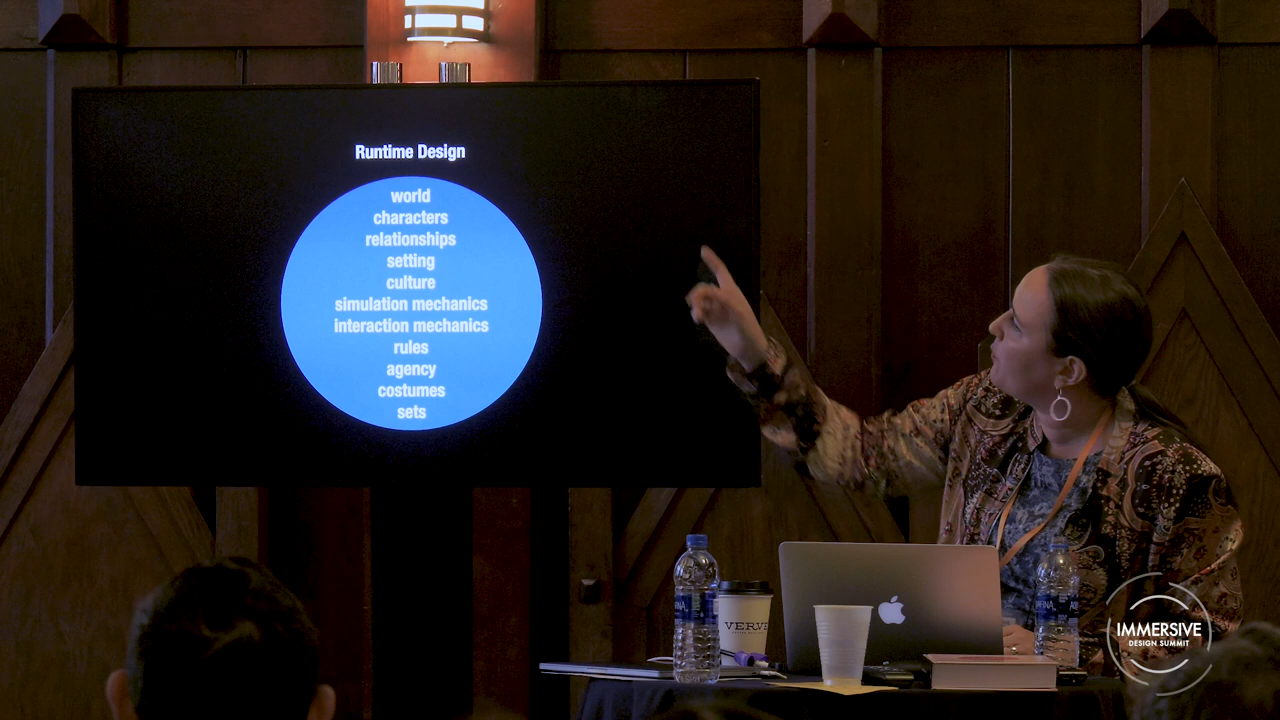 Runtime Design
world
characters
relationships
setting
culture
simulation mechanics
interaction mechanics
rules
agency
costumes
sets
VERVE
IMMERSIVE
DESIGN SUMMIT